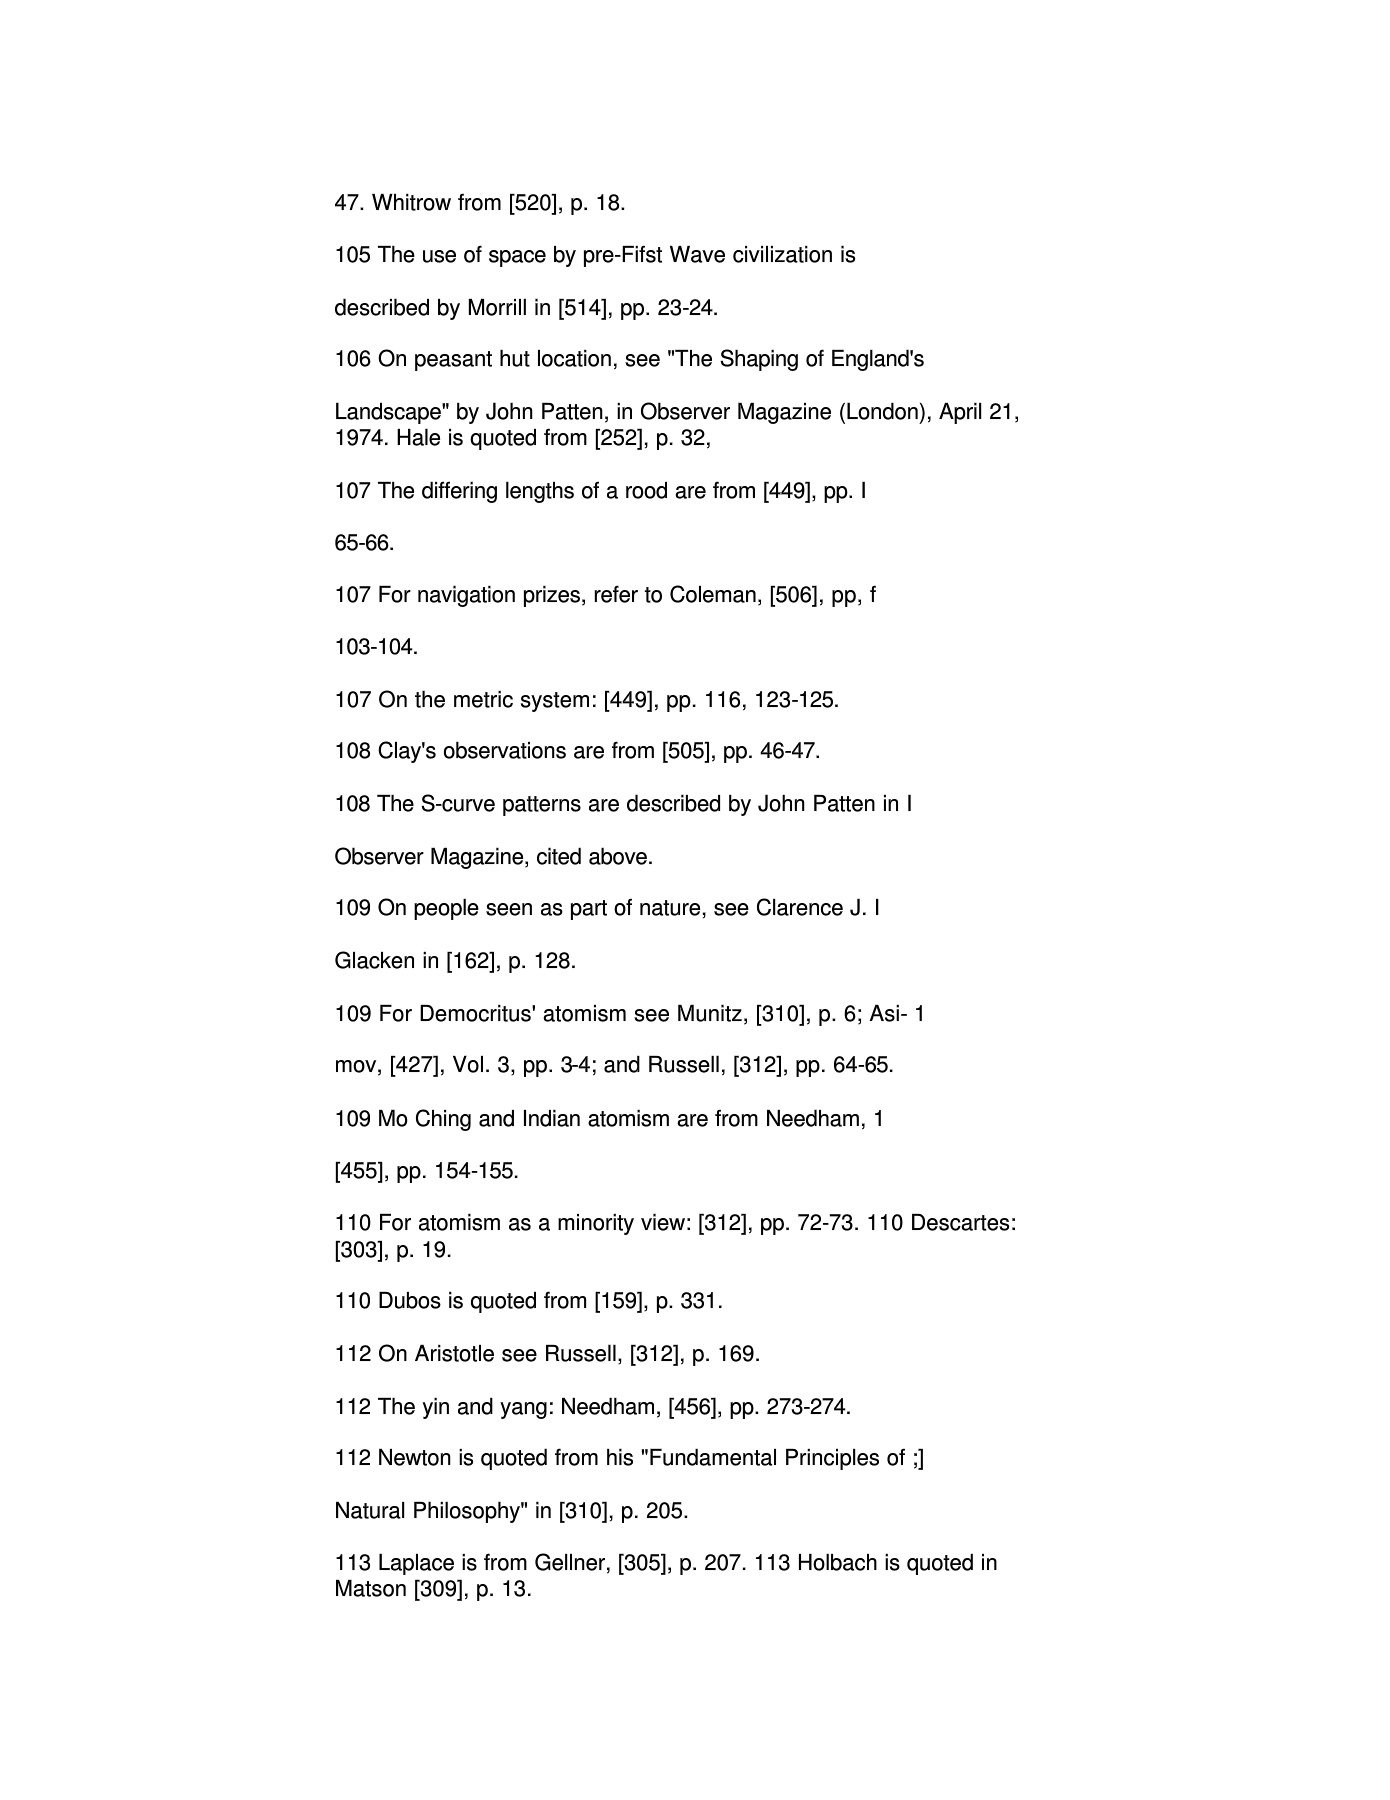 47. Whitrow from [520], p. 18.
105 The use of space by pre-Fifst Wave civilization is
described by Morrill in [514], pp. 23-24.
106 On peasant hut location, see "The Shaping of England's
Landscape" by John Patten, in Observer Magazine (London), April 21,
1974. Hale is quoted from [252], p. 32,
107 The differing lengths of a rood are from [449], pp. I
65-66.
107 For navigation prizes, refer to Coleman, [506], pp, f
103-104.
107 On the metric system: [449], pp. 116, 123-125.
108 Clay's observations are from [505], pp. 46-47.
108 The S-curve patterns are described by John Patten in I
Observer Magazine, cited above.
109 On people seen as part of nature, see Clarence J. I
Glacken in [162], p. 128.
109 For Democritus' atomism see Munitz, [310], p. 6; Asi- 1
mov, [427], Vol. 3, pp. 3-4; and Russell, [312], pp. 64-65.
109 Mo Ching and Indian atomism are from Needham, 1
[455], pp. 154-155.
110 For atomism as a minority view: [312], pp. 72-73. 110 Descartes:
[303], p. 19.
110 Dubos is quoted from [159], p. 331.
112 On Aristotle see Russell, [312], p. 169.
112 The yin and yang: Needham, [456], pp. 273-274.
112 Newton is quoted from his "Fundamental Principles of ;]
Natural Philosophy" in [310], p. 205.
113 Laplace is from Gellner, [305], p. 207. 113 Holbach is quoted in
Matson [309], p. 13.